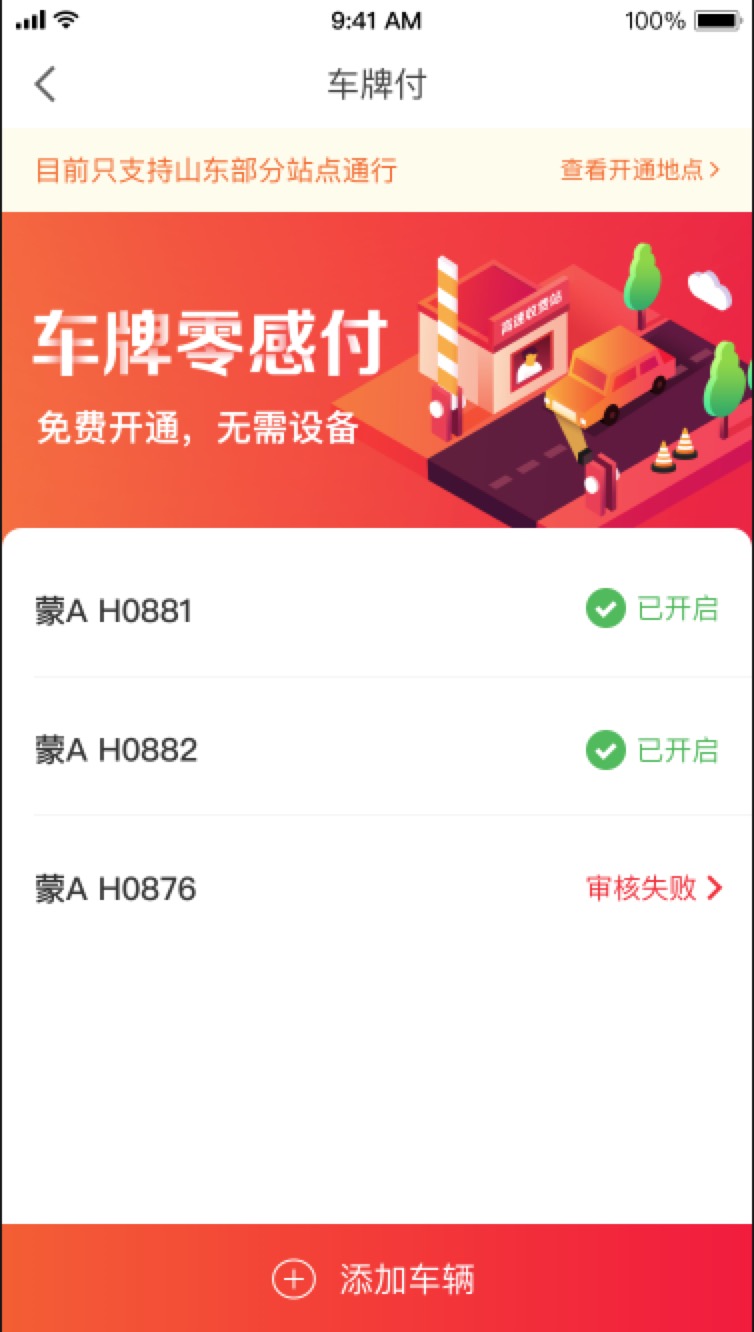 9:41 AM
100%
车牌付
目前只支持山东部分站点通行
查看开通地点
车牌零感付
高速收费站
免费开通，无需设备
蒙A H0881
已开启
蒙A H0882
已开启
蒙A H0876
审核失败
添加车辆